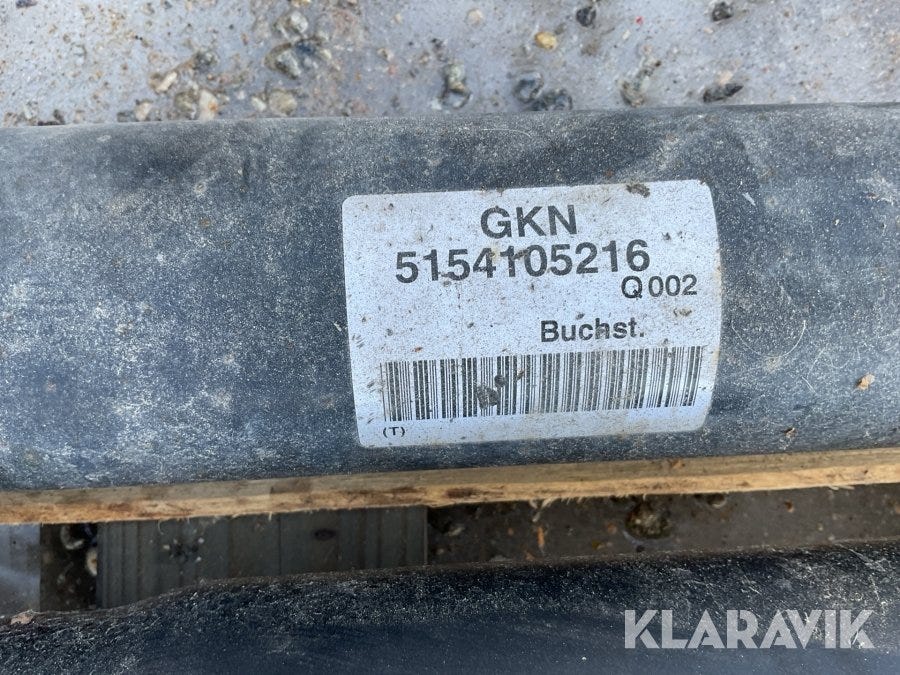 GKN
5154105216
Q002
Buchst.
(T)
KLARAVIK